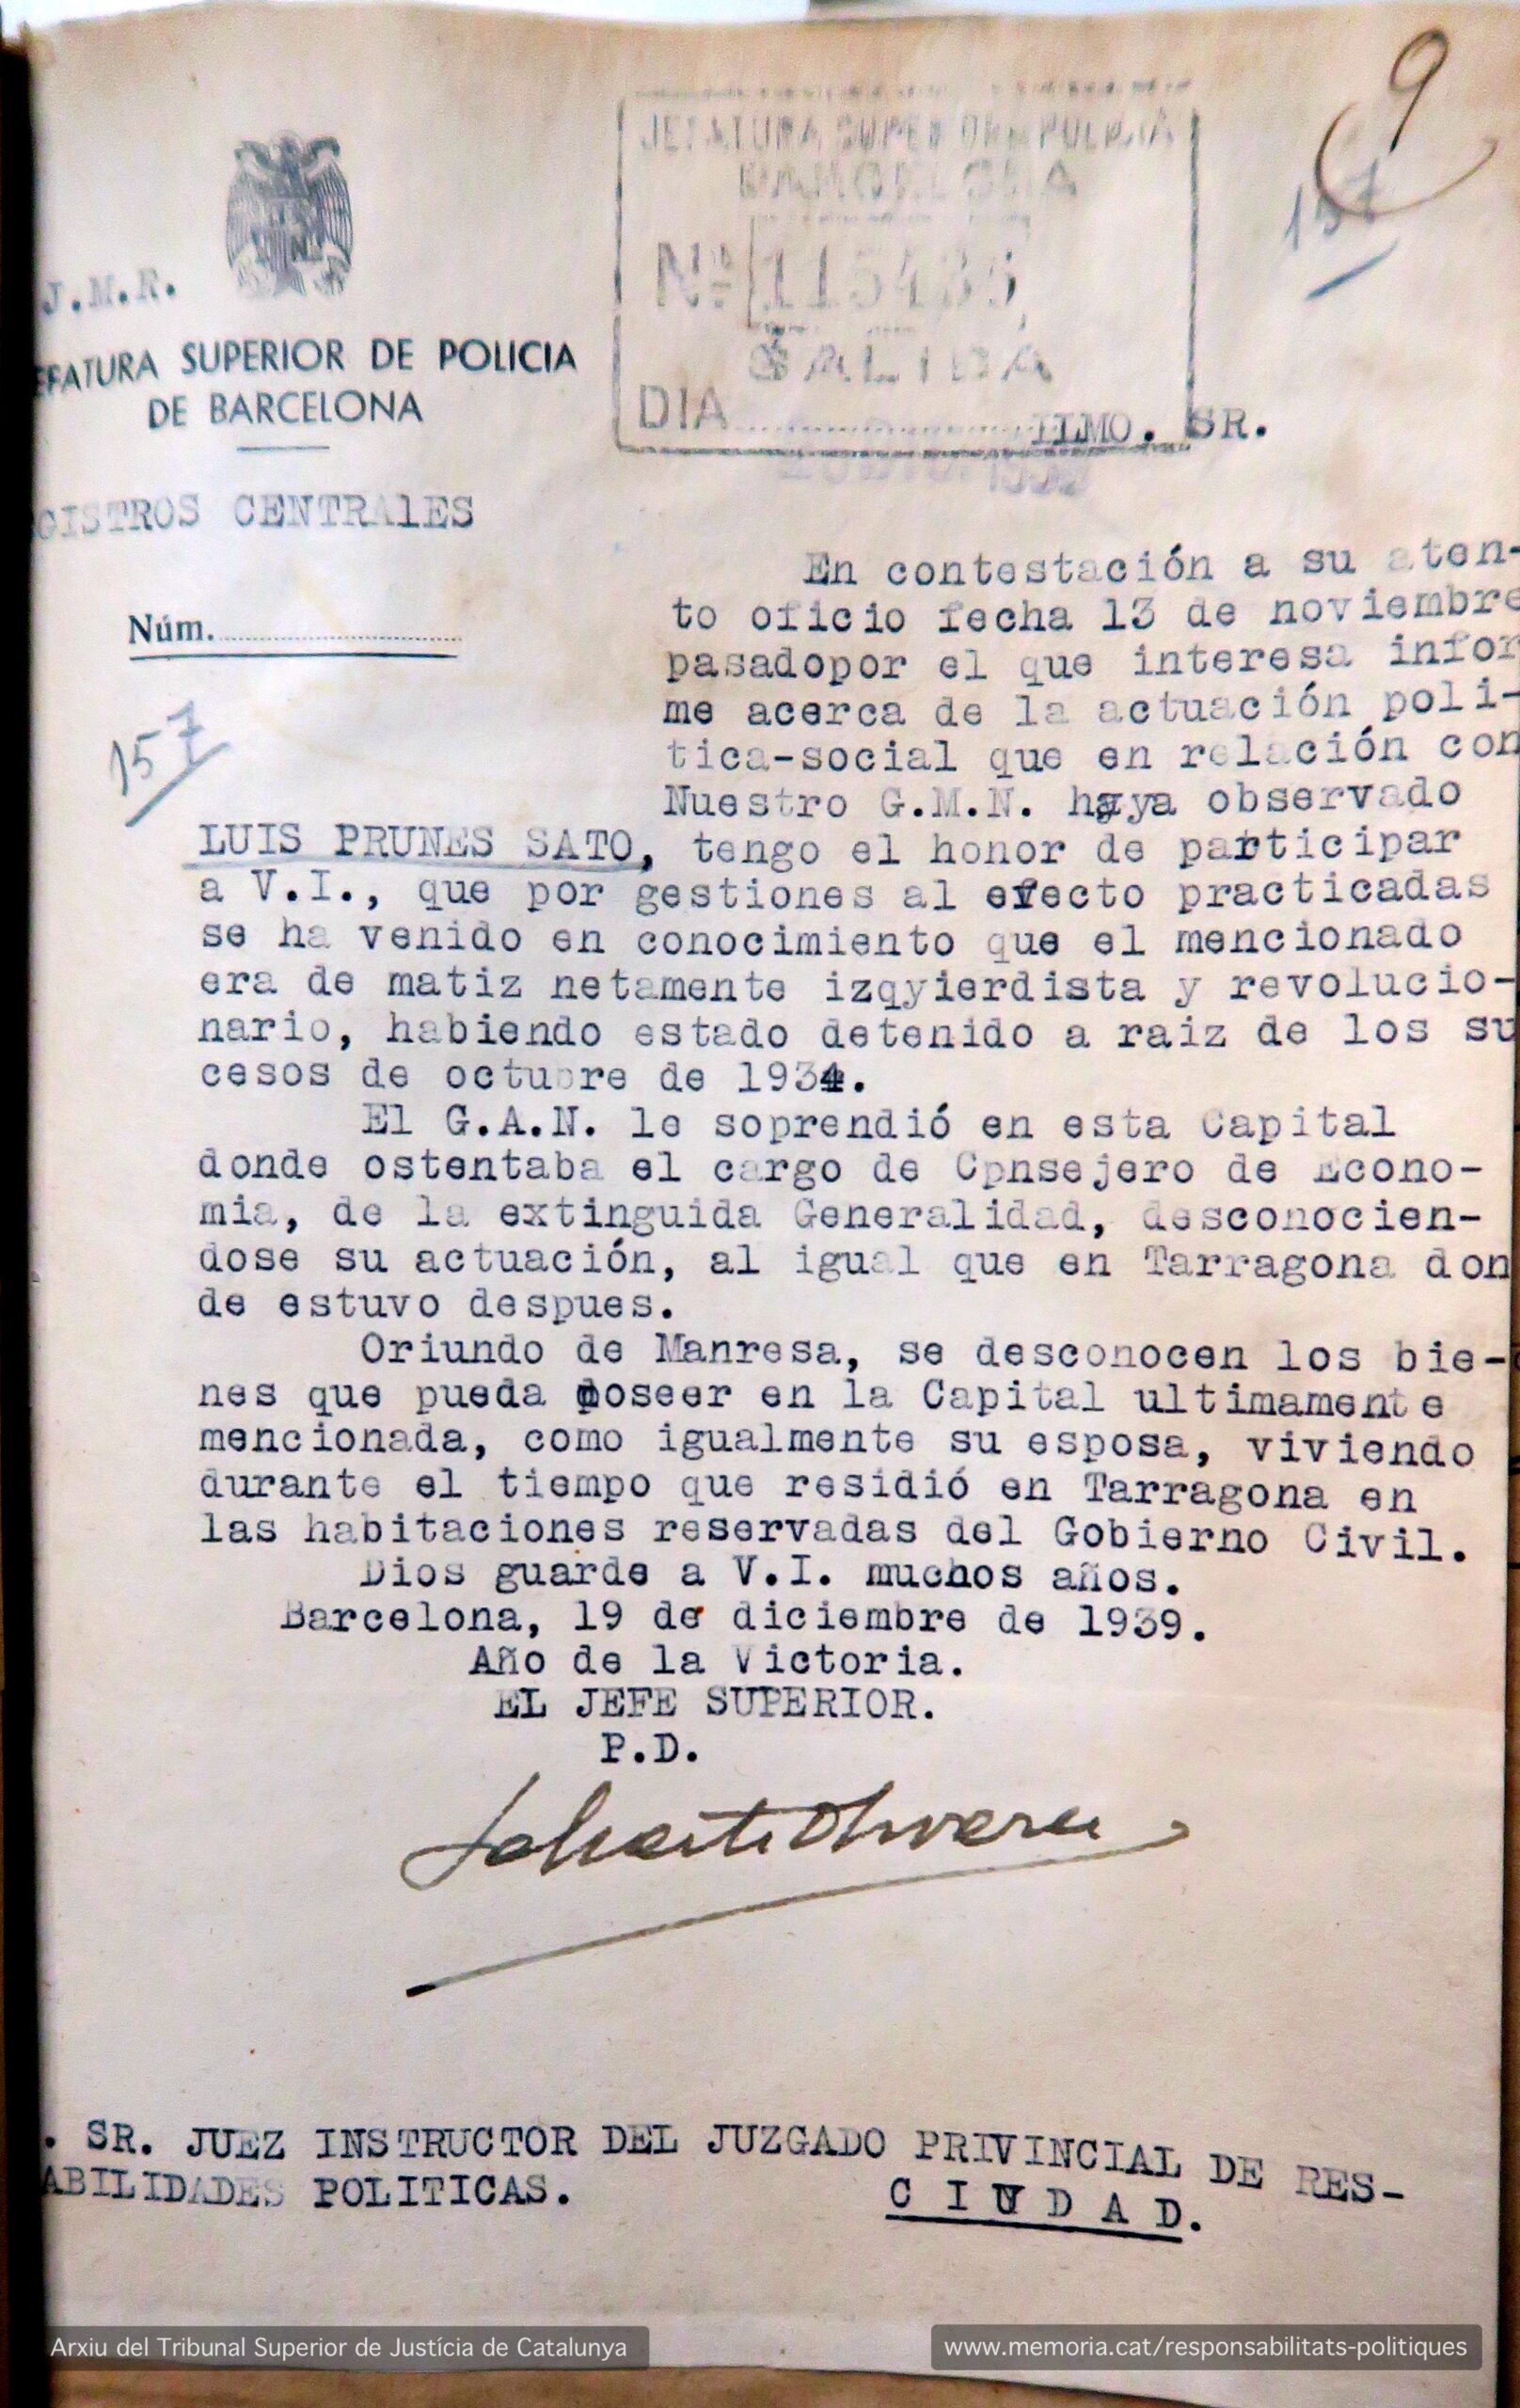 9
JEFATURA SUPERIOR DE POLICIA
BARCELONA
157
Nº 115436
SALIDA
DIA
J.M.R.
EFATURA SUPERIOR DE POLICIA
DE BARCELONA
ILMO. SR.
GISTROS CENTRAlES
Núm.
157
En contestación a su aten-
to oficio fecha 13 de noviembre
pasadopor el que interesa infor
me acerca de la actuación poli-
tica-social que en relación con
Nuestro G.M.N. haya observado
LUIS PRUNES SATO, tengo el honor de participar
a V.I., que por gestiones al efecto practicadas
se ha venido en conocimiento que el mencionado
era de matiz netamente izqyierdista y revolucio-
nario, habiendo estado detenido a raiz de los su
cesos de octubre de 1934.
El G.A.N. le soprendió en esta Capital
donde ostentaba el cargo de Cpnsejero de Econo-
mia, de la extinguida Generalidad, desconocien-
dose su actuación, al igual que en Tarragona don
de estuvo despues.
Oriundo de Manresa, se desconocen los bie-
nes que pueda poseer en la Capital ultimamente
mencionada, como igualmente su esposa, viviendo
durante el tiempo que residió en Tarragona en
las habitaciones reservadas del Gobierno Civil.
Dios guarde a V.I. muchos años.
Barcelona, 19 de diciembre de 1939.
Año de la Victoria.
EL JEFE SUPERIOR.
P.D.
. SR. JUEZ INSTRUCTOR DEL JUZGADO PRIVINCIAL DE RES-
ABILIDADES POLITICAS.
C I U D A D.
Arxiu del Tribunal Superior de Justícia de Catalunya
www.memoria.cat/responsabilitats-politiques